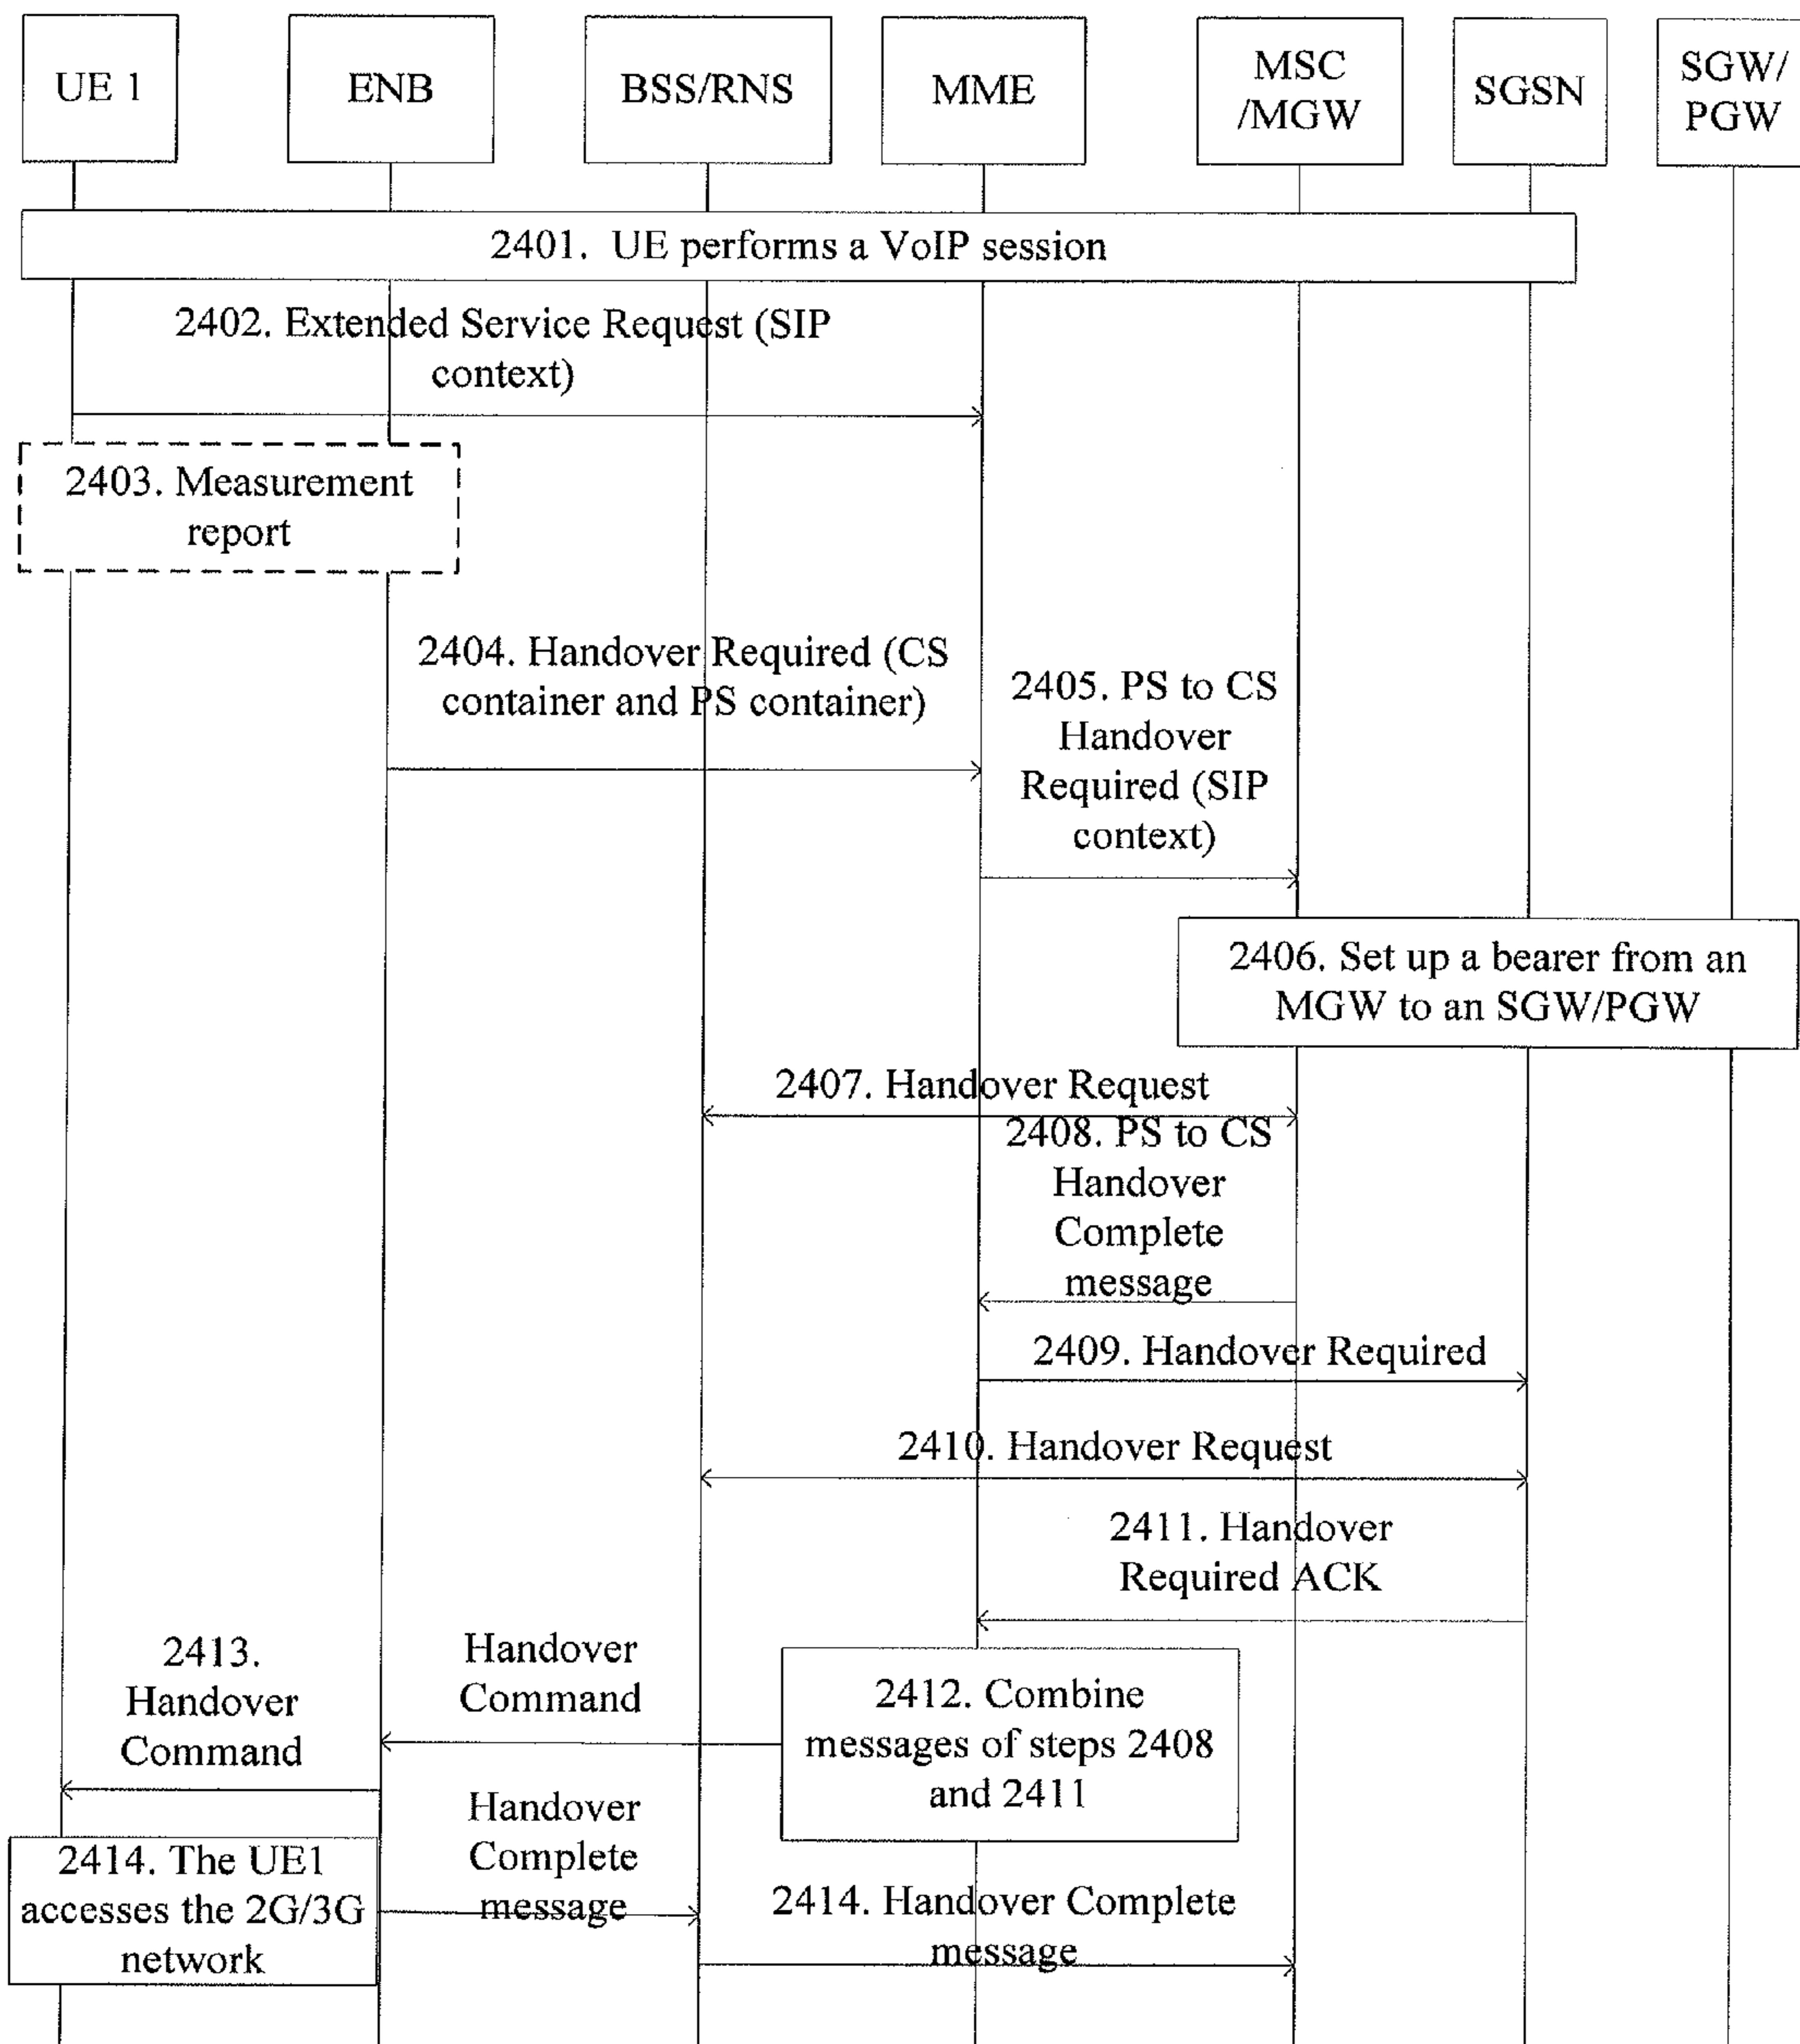 UE 1
ENB
BSS/RNS
MME
MSC
/MGW
SGSN
SGW/
PGW
2401. UE performs a VoIP session
2402. Extended Service Request (SIP
context)
2403. Measurement
report
2404. Handover Required (CS
container and PS container)
2405. PS to CS
Handover
Required (SIP
context)
2406. Set up a bearer from an
MGW to an SGW/PGW
2407. Handover Request
2408. PS to CS
Handover
Complete
message
2409. Handover Required
2410. Handover Request
2411. Handover
Required ACK
2413.
Handover
Command
Handover
Command
2412. Combine
messages of steps 2408
and 2411
2414. The UE1
accesses the 2G/3G
network
Handover
Complete
message
2414. Handover Complete
message